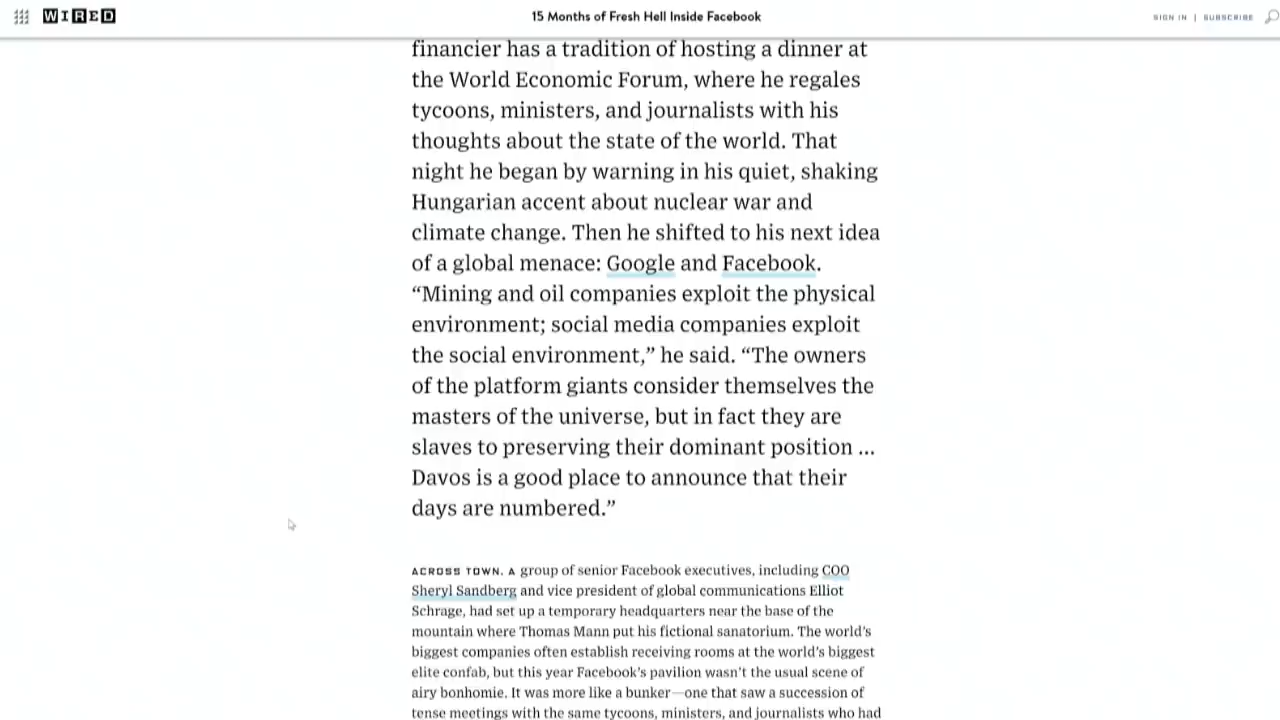 WIRED
15 Months of Fresh Hell Inside Facebook
SIGN IN | SUBSCRIBE
financier has a tradition of hosting a dinner at
the World Economic Forum, where he regales
tycoons, ministers, and journalists with his
thoughts about the state of the world. That
night he began by warning in his quiet, shaking
Hungarian accent about nuclear war and
climate change. Then he shifted to his next idea
of a global menace: Google and Facebook.
“Mining and oil companies exploit the physical
environment; social media companies exploit
the social environment,” he said. “The owners
of the platform giants consider themselves the
masters of the universe, but in fact they are
slaves to preserving their dominant position ...
Davos is a good place to announce that their
days are numbered.”
ACROSS TOWN, A group of senior Facebook executives, including COO
Sheryl Sandberg and vice president of global communications Elliot
Schrage, had set up a temporary headquarters near the base of the
mountain where Thomas Mann put his fictional sanatorium. The world’s
biggest companies often establish receiving rooms at the world’s biggest
elite confab, but this year Facebook’s pavilion wasn’t the usual scene of
airy bonhomie. It was more like a bunker—one that saw a succession of
tense meetings with the same tycoons, ministers, and journalists who had